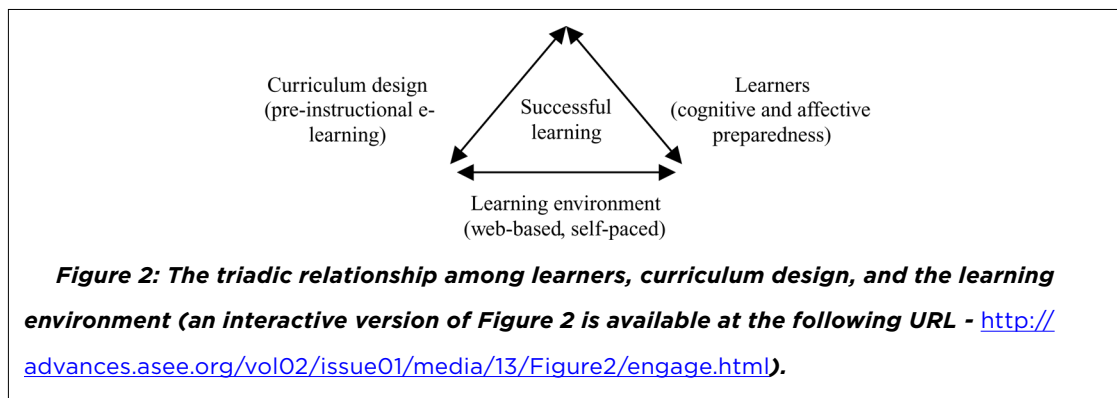 Curriculum design
(pre-instructional e-
learning)
Successful
learning
Learners
(cognitive and affective
preparedness)
Learning environment
(web-based, self-paced)
Figure 2: The triadic relationship among learners, curriculum design, and the learning
environment (an interactive version of Figure 2 is available at the following URL - http://
advances.asee.org/vol02/issue01/media/13/Figure2/engage.html).